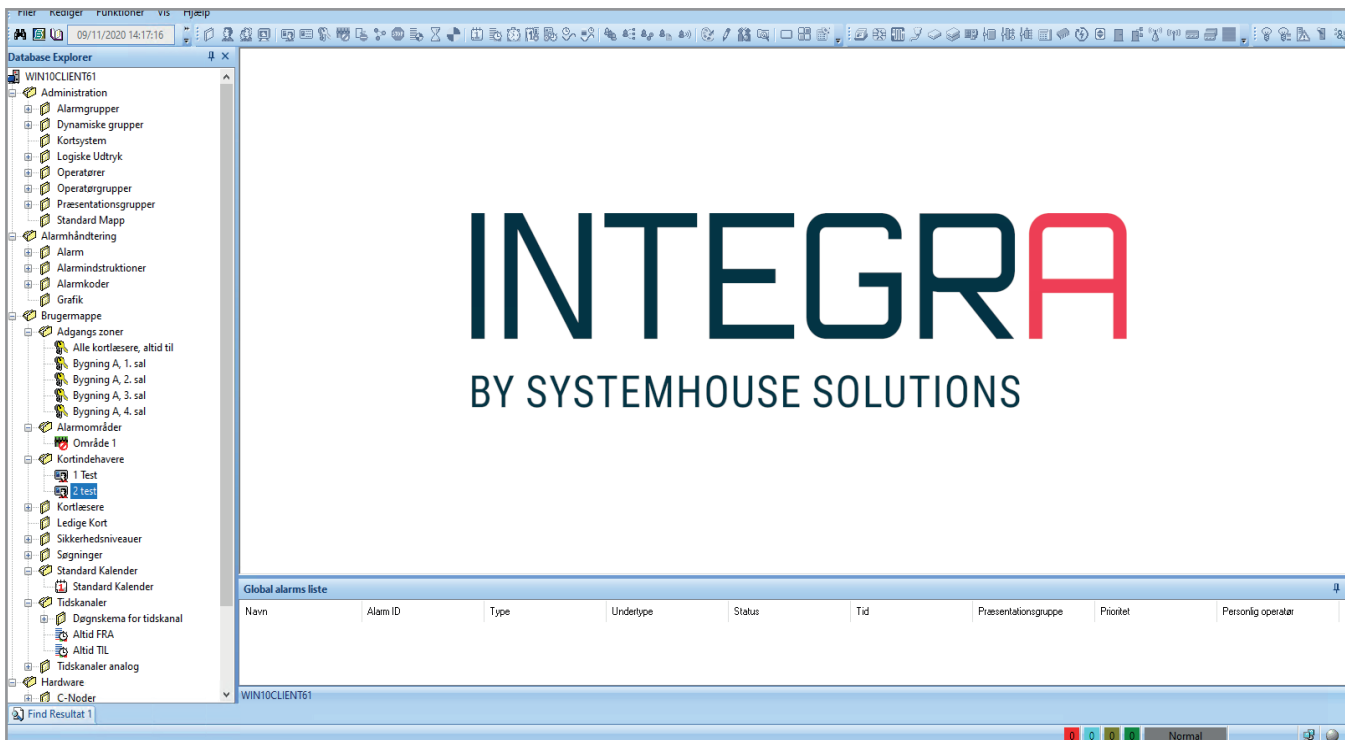 Filer Rediger Funktioner Vis Hjælp
09/11/2020 14:17:16
Database Explorer
WIN10CLIENT61
Administration
Alarmgrupper
Dynamiske grupper
Kortsystem
Logiske Udtryk
Operatører
Operatørgrupper
Præsentationsgrupper
Standard Mapp
Alarmhåndtering
Alarm
Alarmindstruktioner
Alarmkoder
Grafik
Brugermappe
Adgangs zoner
Alle kortlæsere, altid til
Bygning A, 1. sal
Bygning A, 2. sal
Bygning A, 3. sal
Bygning A, 4. sal
Alarmområder
Område 1
Kortindehavere
1 Test
2 test
Kortlæsere
Ledige Kort
Sikkerhedsniveauer
Søgninger
Standard Kalender
Standard Kalender
Tidskanaler
Døgnskema for tidskanal
Altid FRA
Altid TIL
Tidskanaler analog
Hardware
C-Noder
INTEGRA
BY SYSTEMHOUSE SOLUTIONS
Global alarms liste
Navn Alarm ID Type Undertype Status Tid Præsentationsgruppe Prioritet Personlig operatør
WIN10CLIENT61
Find Resultat 1
0 0 0 0 Normal